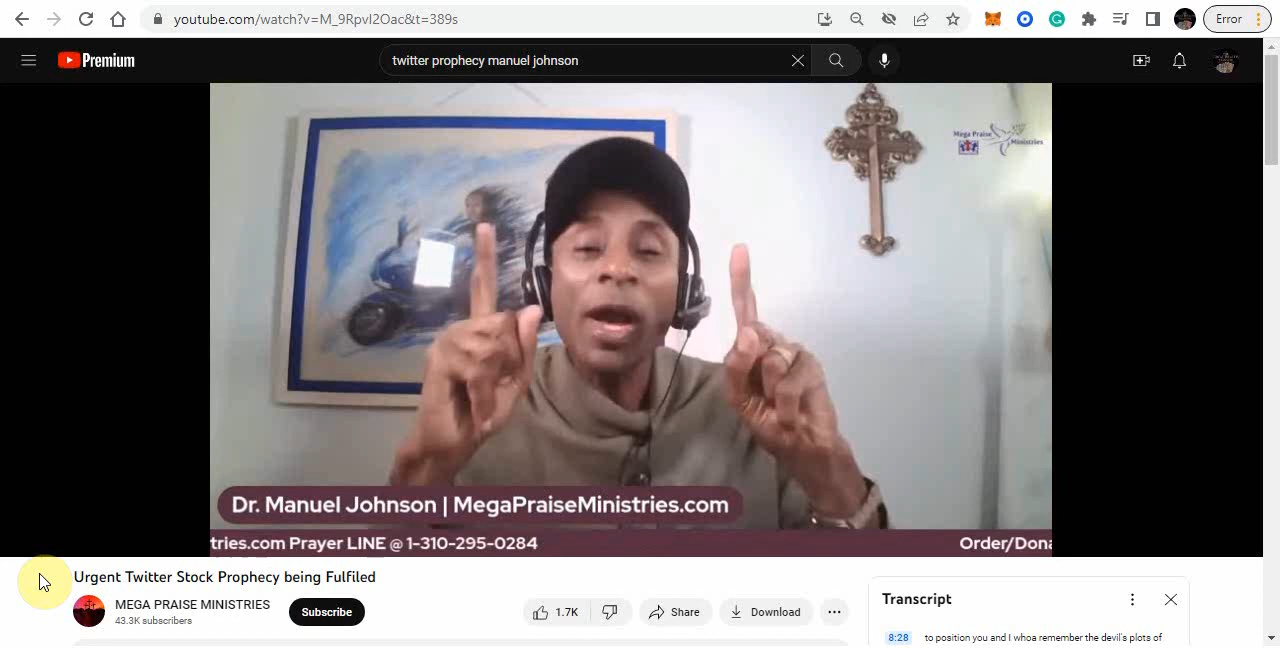 youtube.com/watch?v=M_9RpvI2Oac&t=389s
Error
Premium
twitter prophecy manuel johnson
Mega Praise
Ministries
Dr. Manuel Johnson | MegaPraiseMinistries.com
tries.com Prayer LINE @ 1-310-295-0284
Order/Dona
Urgent Twitter Stock Prophecy being Fulfiled
MEGA PRAISE MINISTRIES
43.3K subscribers
Subscribe
1.7K
Share
Download
Transcript
8:28 to position you and I whoa remember the devil's plots of